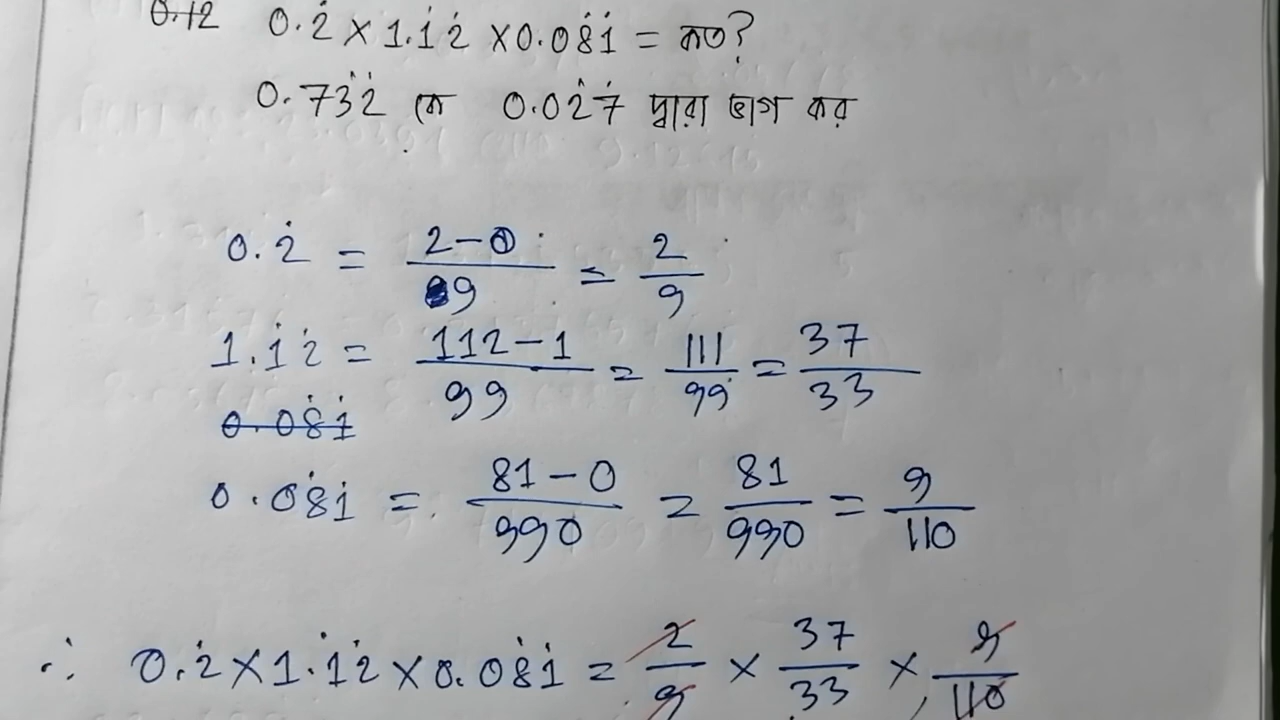 0.12 0.2̇ × 1.1̇2̇ × 0.08̇1̇ = কত?
0.73̇2̇ কে 0.02̇7̇ দ্বারা ভাগ কর
0.2̇ = (2-0)/9 = 2/9
1.1̇2̇ = (112-1)/99 = 111/99 = 37/33
0.08̇1̇
0.08̇1̇ = (81-0)/990 = 81/990 = 9/110
∴ 0.2̇ × 1.1̇2̇ × 0.08̇1̇ = 2/9 × 37/33 × 9/110